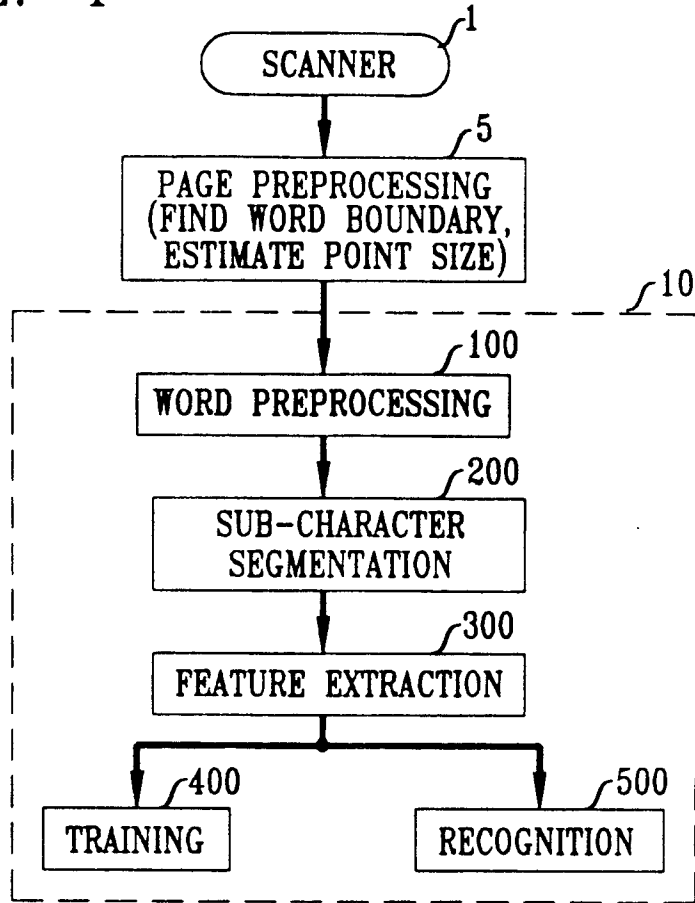 1
SCANNER
5
PAGE PREPROCESSING
(FIND WORD BOUNDARY,
ESTIMATE POINT SIZE)
10
100
WORD PREPROCESSING
200
SUB-CHARACTER
SEGMENTATION
300
FEATURE EXTRACTION
400
TRAINING
500
RECOGNITION